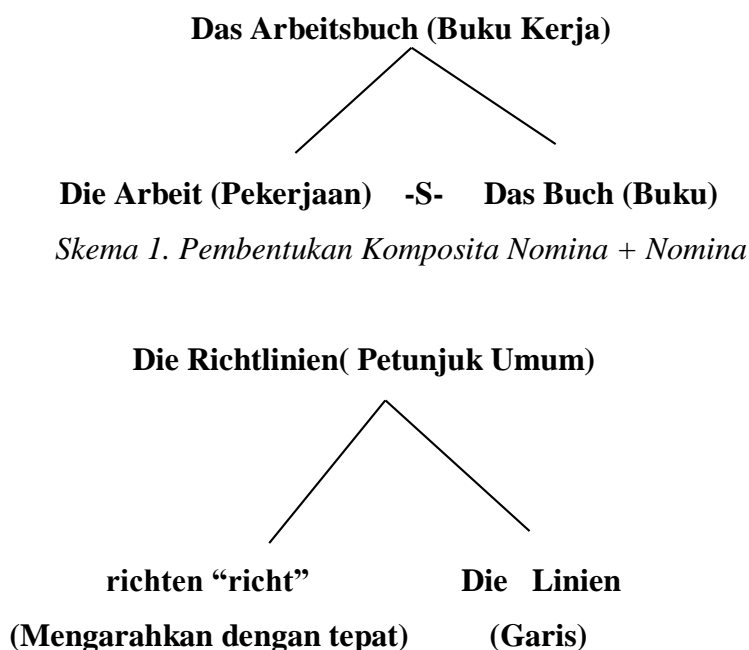 Das Arbeitsbuch (Buku Kerja)
Die Arbeit (Pekerjaan) -S- Das Buch (Buku)
Skema 1. Pembentukan Komposita Nomina + Nomina
Die Richtlinien( Petunjuk Umum)
richten “richt” Die Linien
(Mengarahkan dengan tepat) (Garis)